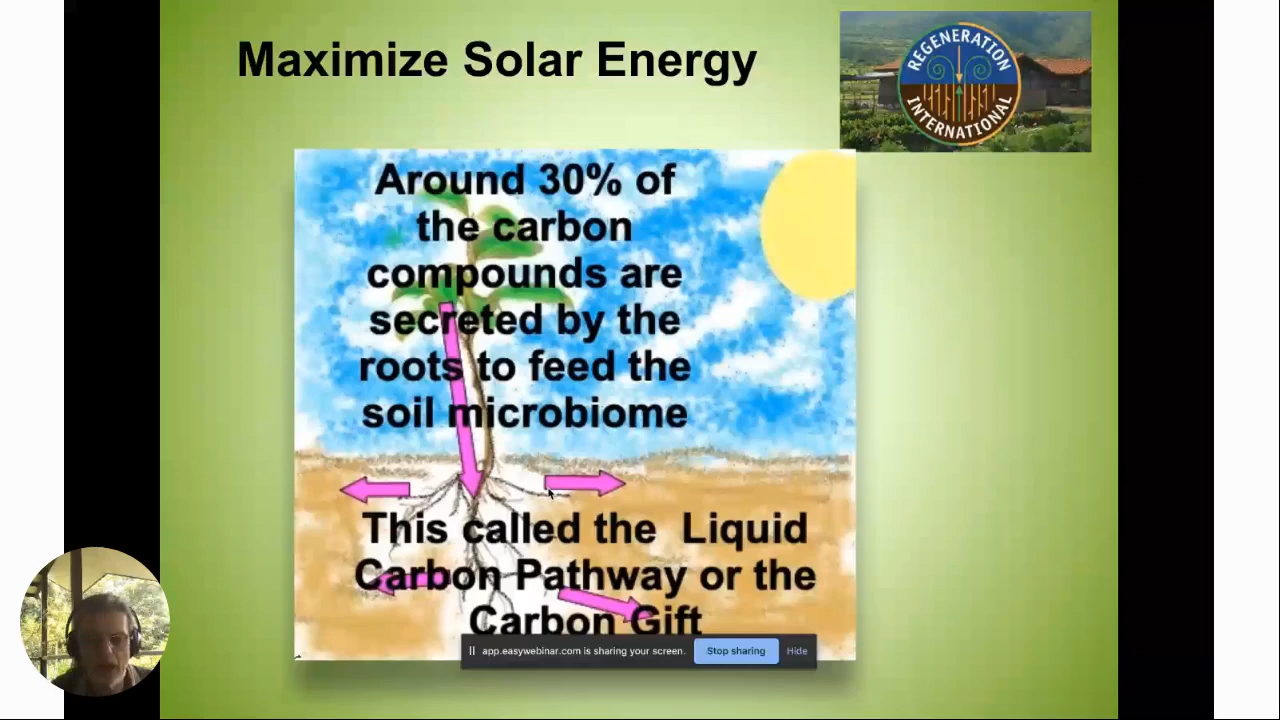 Maximize Solar Energy
REGENERATION
INTERNATIONAL
Around 30% of
the carbon
compounds are
secreted by the
roots to feed the
soil microbiome
This called the  Liquid
Carbon Pathway or the
Carbon Gift
app.easywebinar.com is sharing your screen.
Stop sharing
Hide